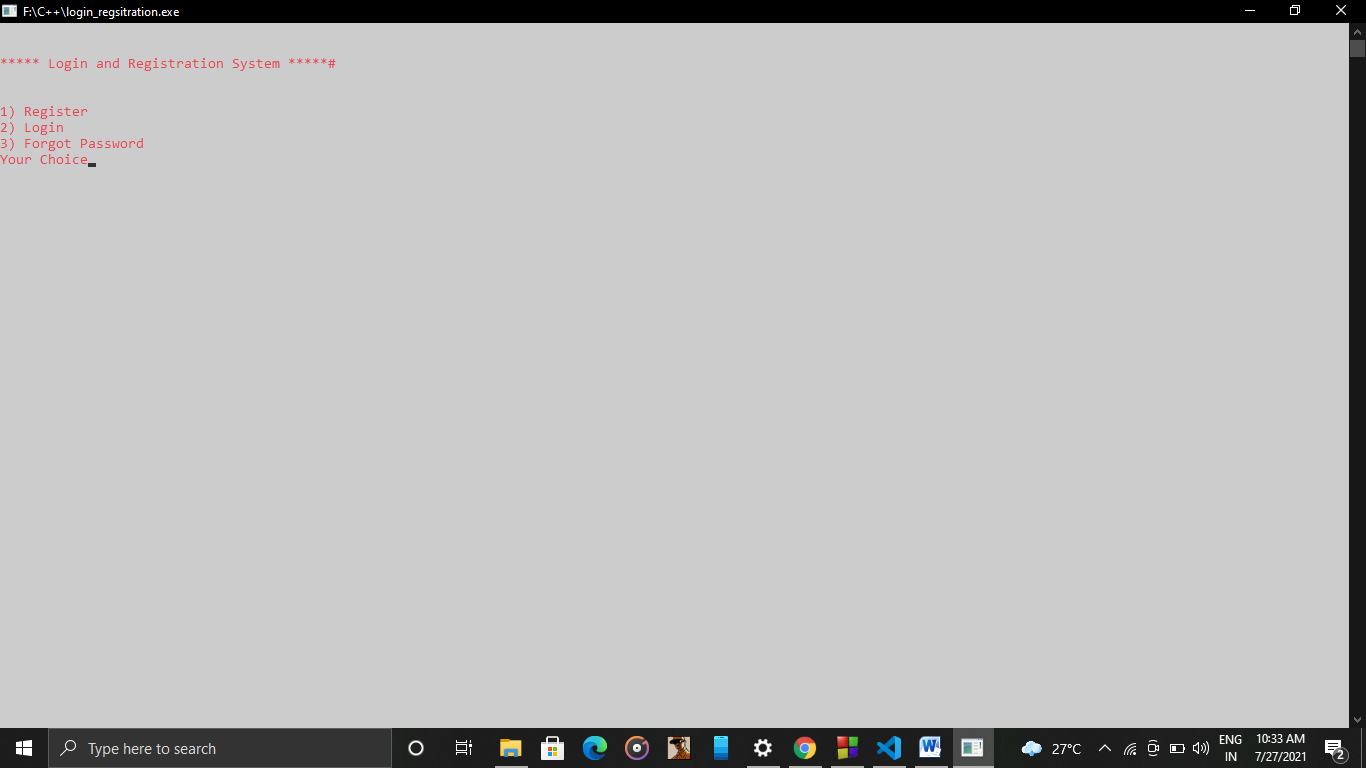 F:\C++\login_regsitration.exe
***** Login and Registration System *****#
1) Register
2) Login
3) Forgot Password
Your Choice
Type here to search
27°C
ENG
IN
10:33 AM
7/27/2021
2